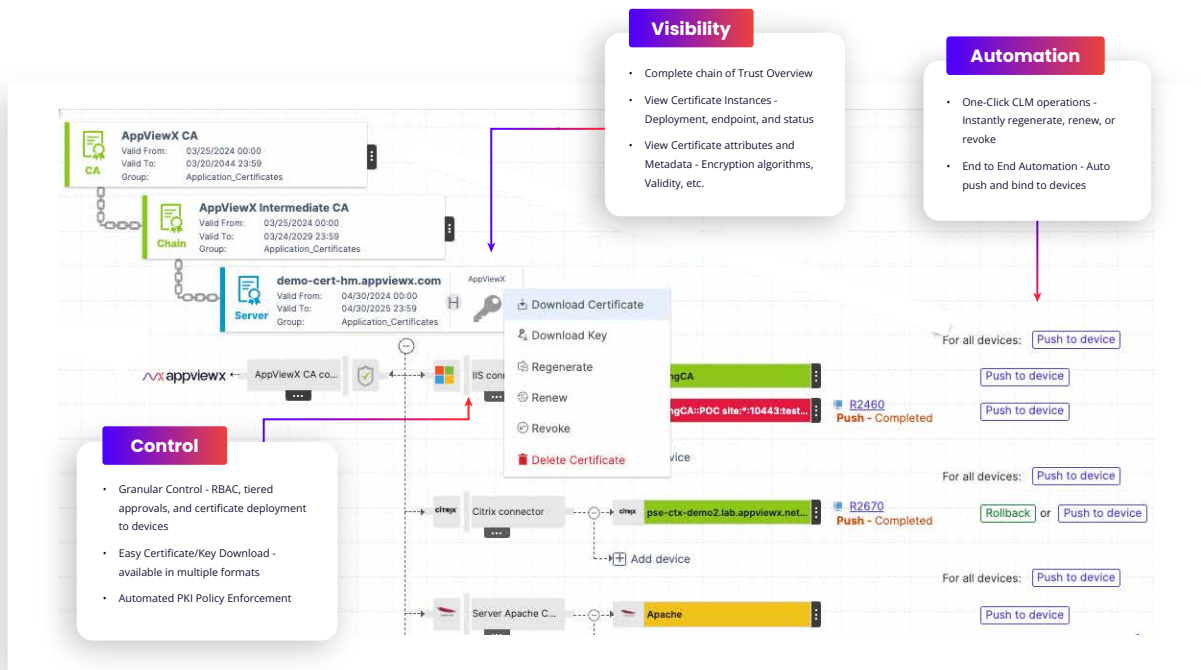 Visibility
• Complete chain of Trust Overview
• View Certificate Instances -
Deployment, endpoint, and status
• View Certificate attributes and
Metadata - Encryption algorithms,
Validity, etc.
Automation
• One-Click CLM operations -
Instantly regenerate, renew, or
revoke
• End to End Automation - Auto
push and bind to devices
AppViewX CA
Valid From: 03/25/2024 00:00
Valid To: 03/20/2044 23:59
Group: Application_Certificates
CA
AppViewX Intermediate CA
Valid From: 03/25/2024 00:00
Valid To: 03/24/2029 23:59
Group: Application_Certificates
Chain
demo-cert-hm.appviewx.com
Valid From: 04/30/2024 00:00
Valid To: 04/30/2025 23:59
Group: Application_Certificates
Server
H
AppViewX
Download Certificate
Download Key
Regenerate
Renew
Revoke
Delete Certificate
For all devices: Push to device
appviewx
AppViewX CA co...
IIS conn
ngCA
Push to device
ngCA::POC site:*:10443:test...
R2460
Push - Completed
Push to device
vice
Control
• Granular Control - RBAC, tiered
approvals, and certificate deployment
to devices
• Easy Certificate/Key Download -
available in multiple formats
• Automated PKI Policy Enforcement
For all devices: Push to device
citrix
Citrix connector
citrix
pse-ctx-demo2.lab.appviewx.net...
R2670
Push - Completed
Rollback or Push to device
Add device
For all devices: Push to device
Server Apache C...
Apache
Push to device